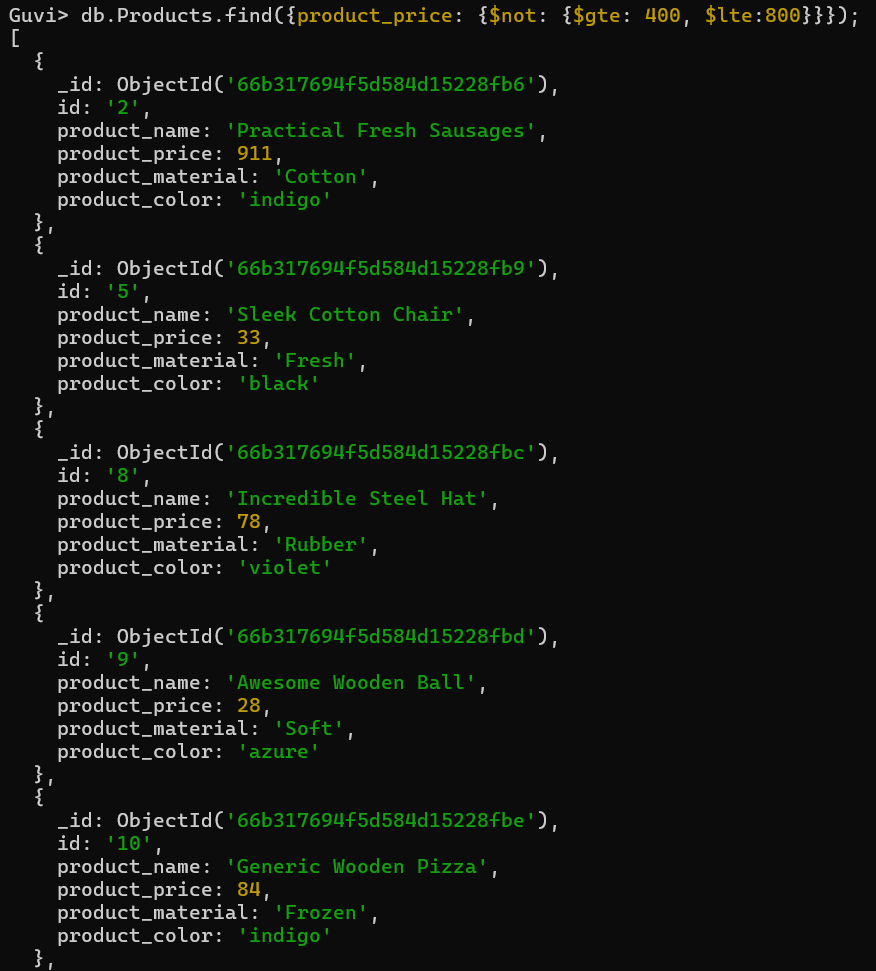 Guvi> db.Products.find({product_price: {$not: {$gte: 400, $lte:800}}});
[
  {
    _id: ObjectId('66b317694f5d584d15228fb6'),
    id: '2',
    product_name: 'Practical Fresh Sausages',
    product_price: 911,
    product_material: 'Cotton',
    product_color: 'indigo'
  },
  {
    _id: ObjectId('66b317694f5d584d15228fb9'),
    id: '5',
    product_name: 'Sleek Cotton Chair',
    product_price: 33,
    product_material: 'Fresh',
    product_color: 'black'
  },
  {
    _id: ObjectId('66b317694f5d584d15228fbc'),
    id: '8',
    product_name: 'Incredible Steel Hat',
    product_price: 78,
    product_material: 'Rubber',
    product_color: 'violet'
  },
  {
    _id: ObjectId('66b317694f5d584d15228fbd'),
    id: '9',
    product_name: 'Awesome Wooden Ball',
    product_price: 28,
    product_material: 'Soft',
    product_color: 'azure'
  },
  {
    _id: ObjectId('66b317694f5d584d15228fbe'),
    id: '10',
    product_name: 'Generic Wooden Pizza',
    product_price: 84,
    product_material: 'Frozen',
    product_color: 'indigo'
  },